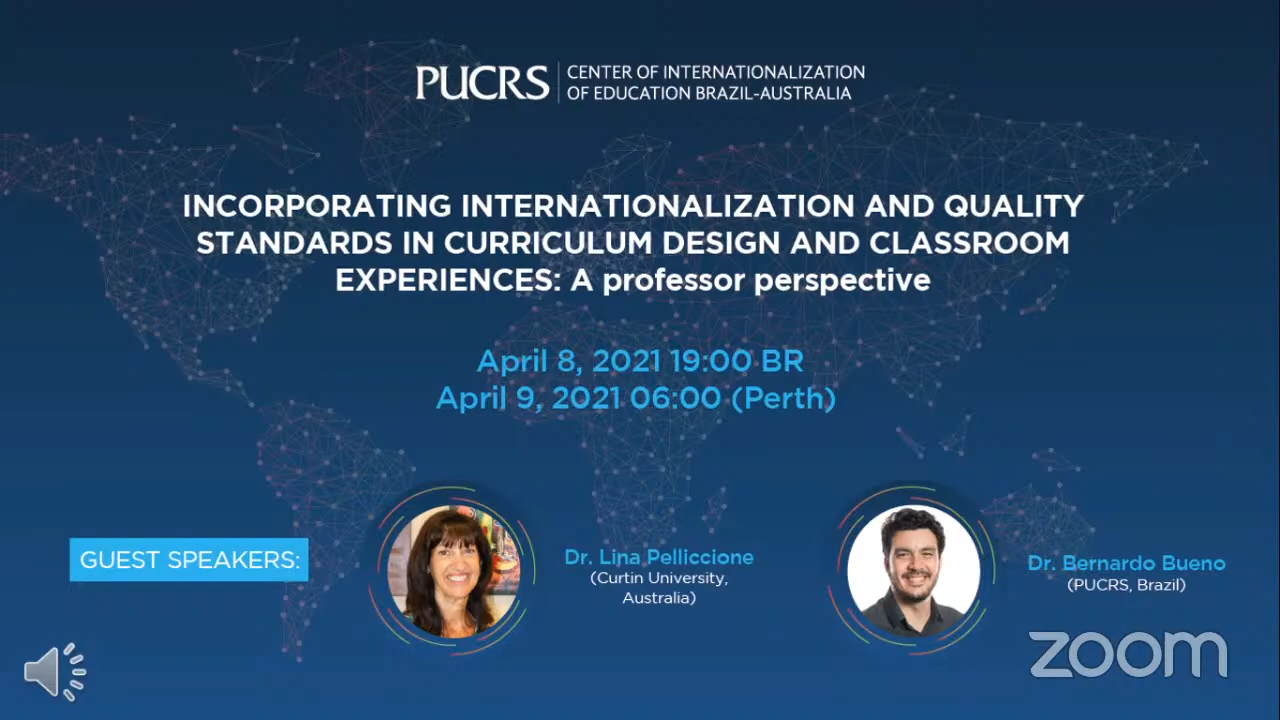 PUCRS
CENTER OF INTERNATIONALIZATION
OF EDUCATION BRAZIL-AUSTRALIA
INCORPORATING INTERNATIONALIZATION AND QUALITY
STANDARDS IN CURRICULUM DESIGN AND CLASSROOM
EXPERIENCES: A professor perspective
April 8, 2021 19:00 BR
April 9, 2021 06:00 (Perth)
GUEST SPEAKERS:
Dr. Lina Pelliccione
(Curtin University,
Australia)
Dr. Bernardo Bueno
(PUCRS, Brazil)
zoom